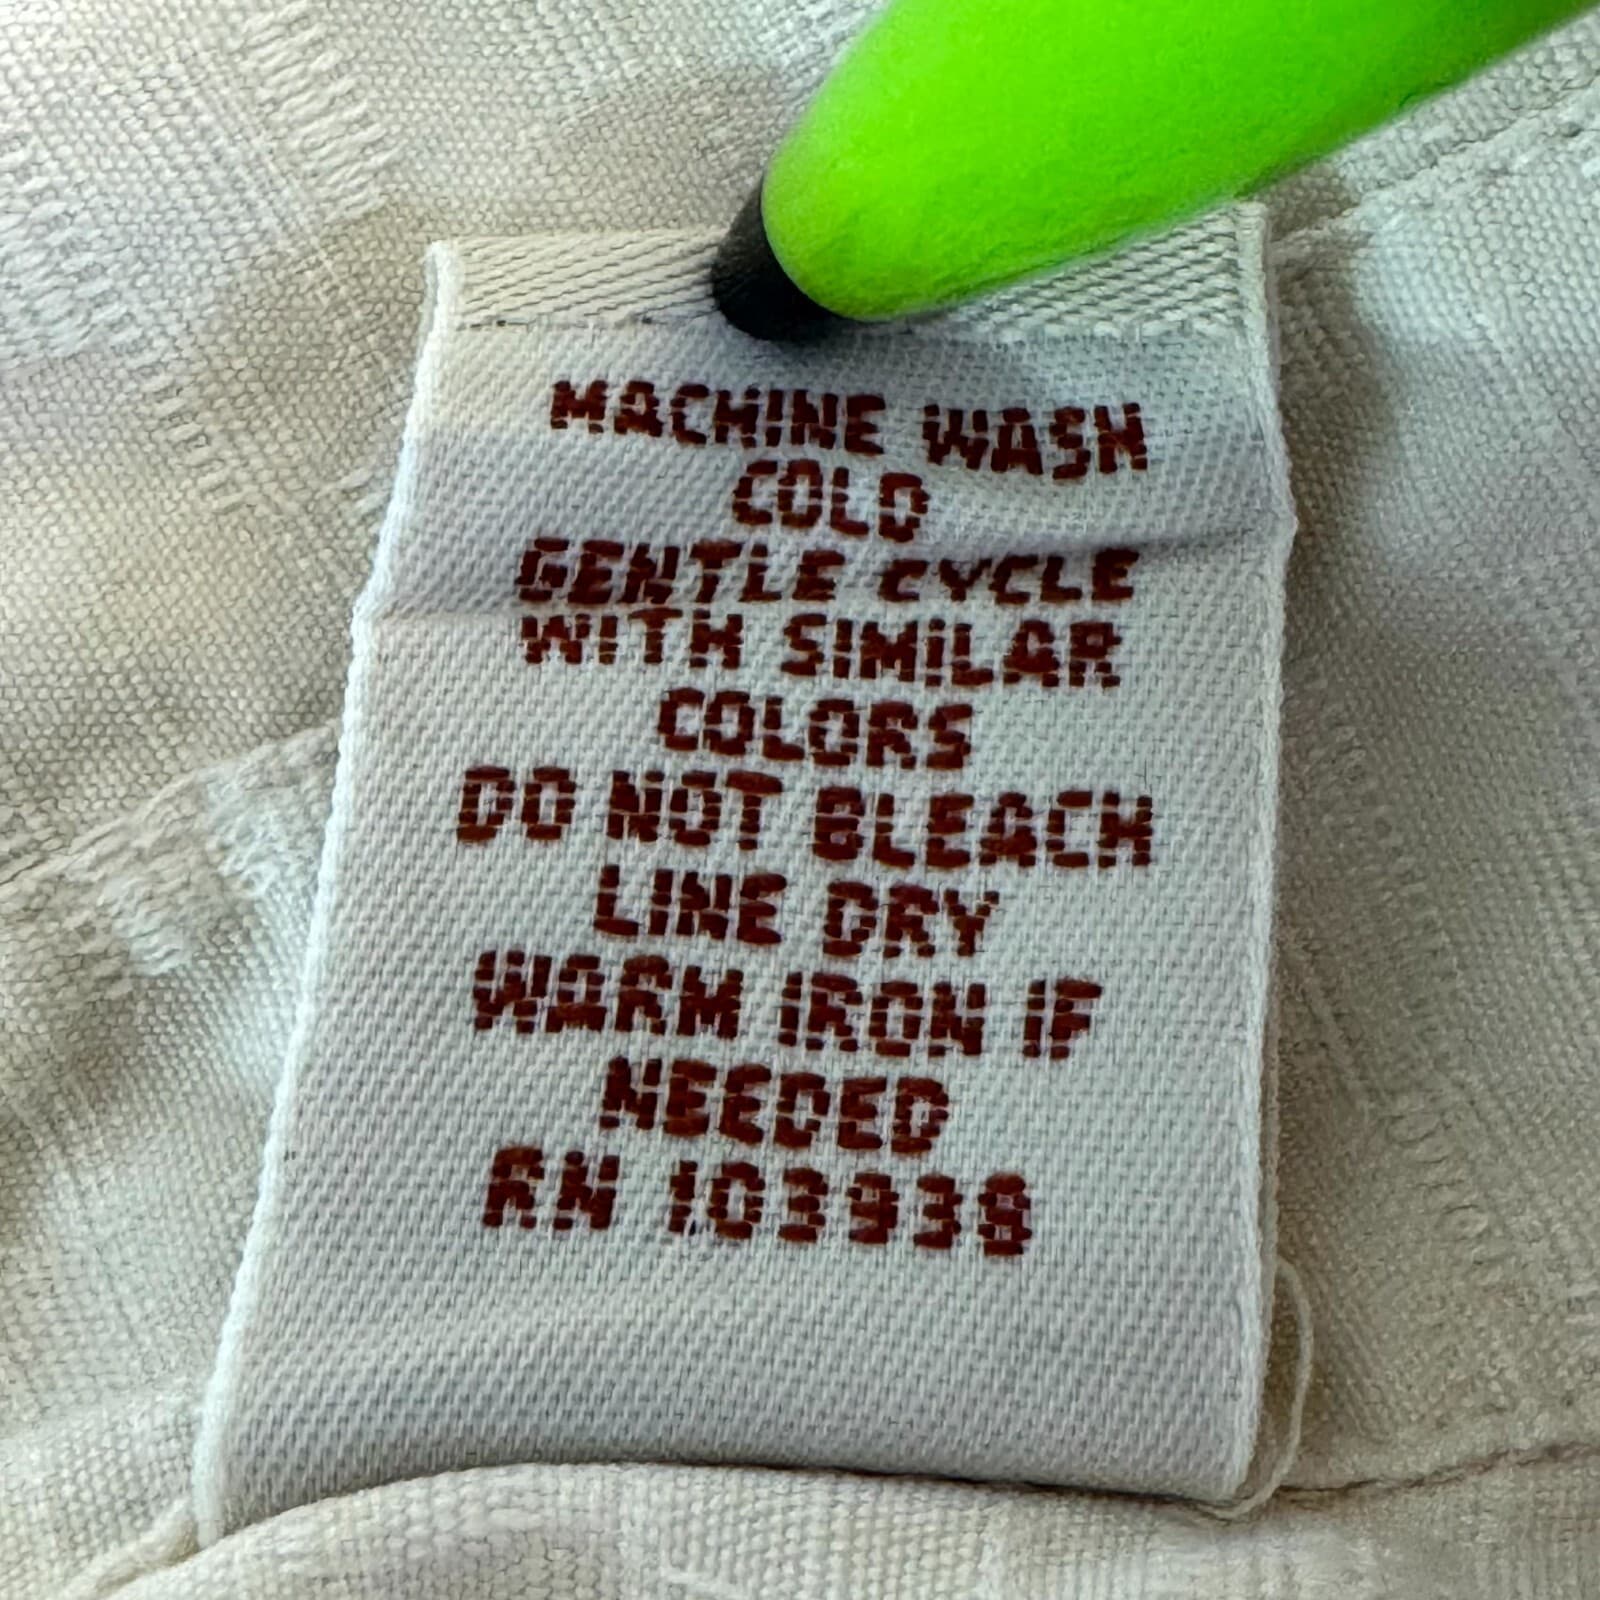 MACHINE WASH
COLD
GENTLE CYCLE
WITH SIMILAR
COLORS
DO NOT BLEACH
LINE DRY
WARM IRON IF
NEEDED
RN 103938